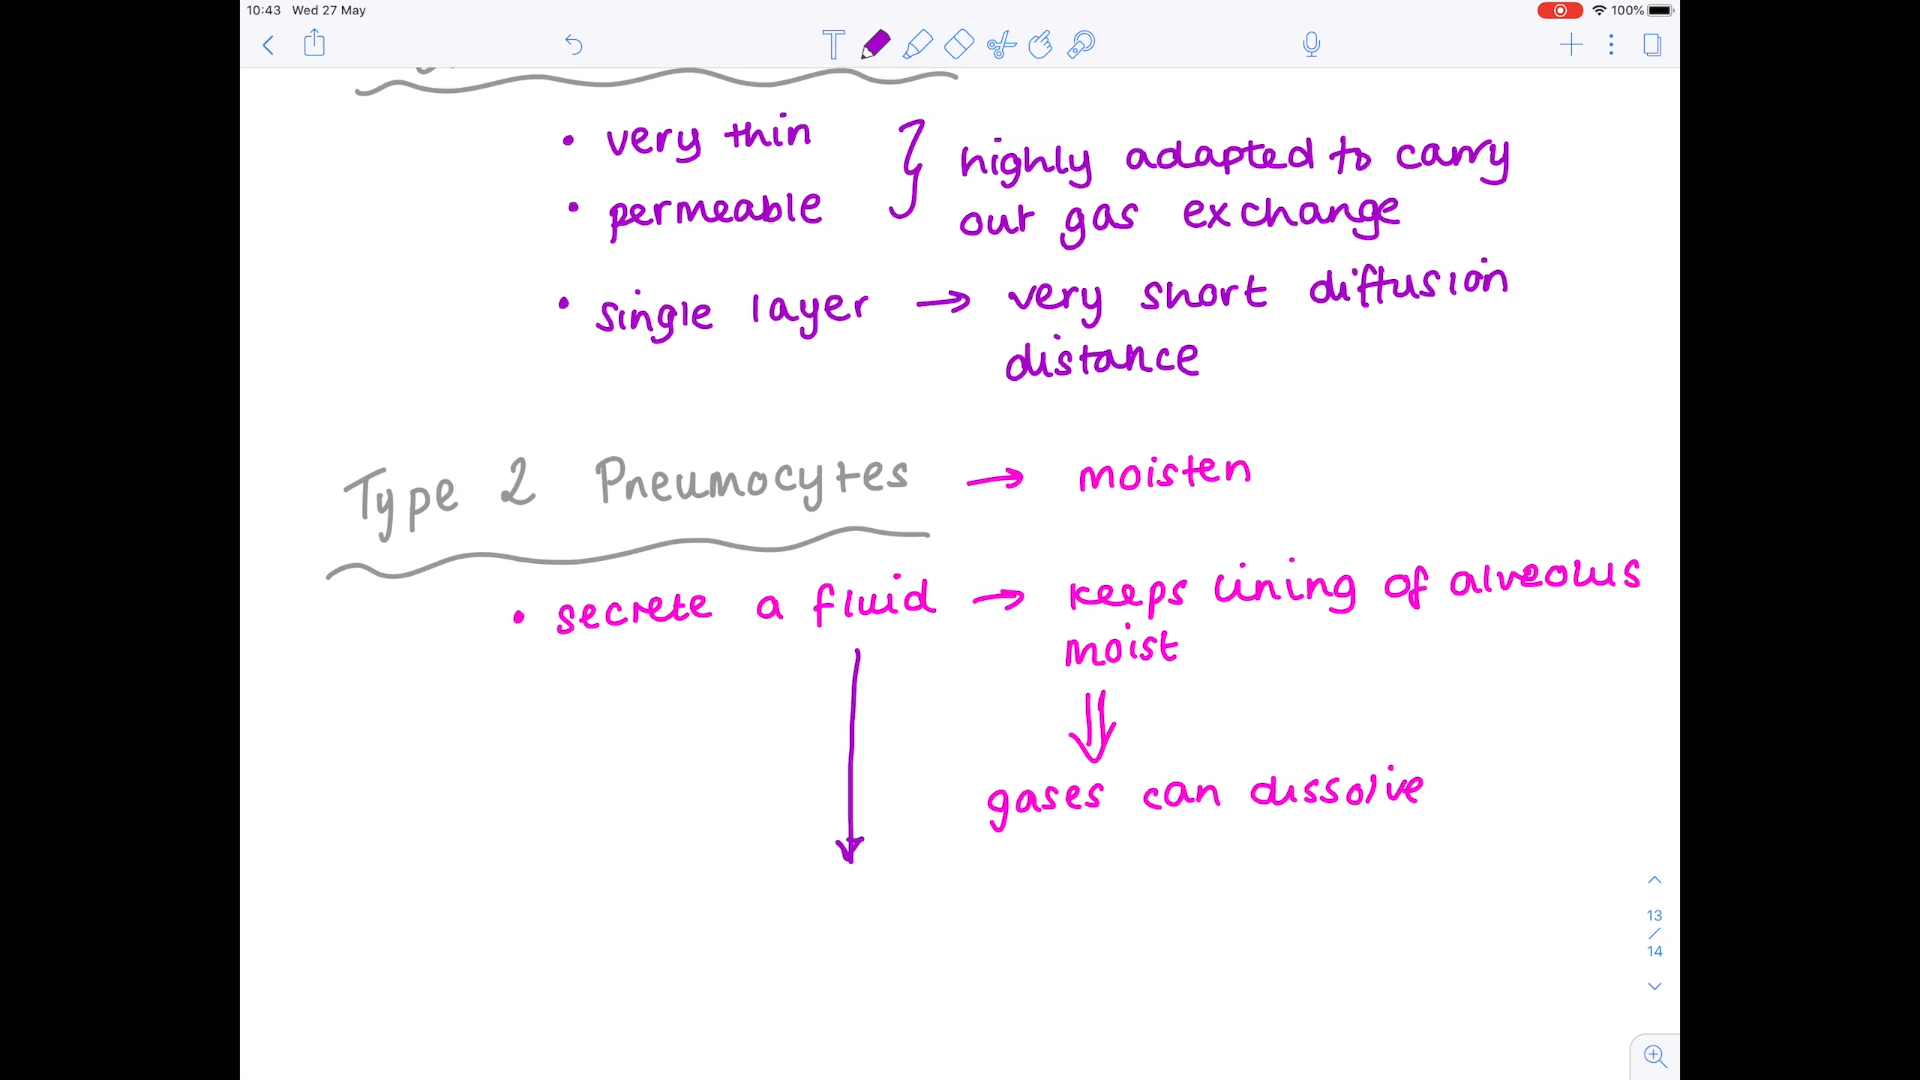 10:43 Wed 27 May
100%
• very thin
• permeable
highly adapted to carry
out gas exchange
• single layer → very short diffusion
distance
Type 2 Pneumocytes → moisten
• secrete a fluid → keeps lining of alveolus
moist
gases can dissolve
13
/
14